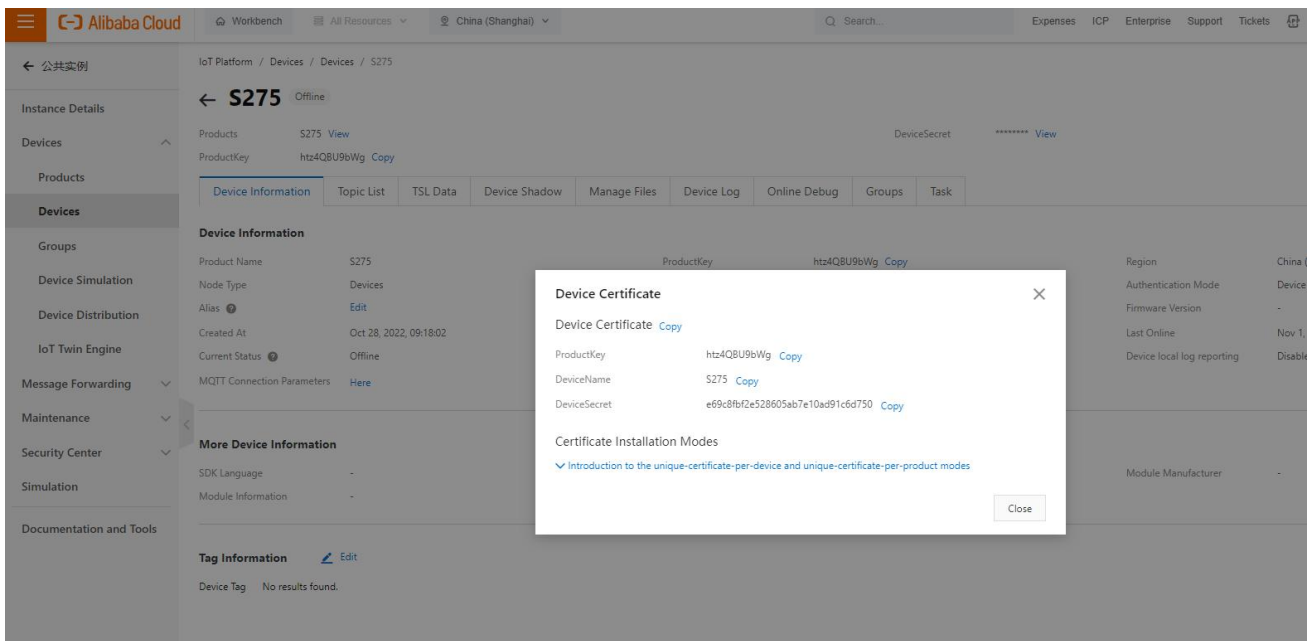 Alibaba Cloud Workbench All Resources China (Shanghai) Search... Expenses ICP Enterprise Support Tickets
公共实例
IoT Platform / Devices / Devices / S275
S275 Offline
Instance Details
Devices
Products
Devices
Groups
Device Simulation
Device Distribution
IoT Twin Engine
Message Forwarding
Maintenance
Security Center
Simulation
Documentation and Tools
Products S275 View DeviceSecret ******** View
ProductKey htz4QBU9bWg Copy
Device Information Topic List TSL Data Device Shadow Manage Files Device Log Online Debug Groups Task
Device Information
Product Name S275 ProductKey htz4QBU9bWg Copy Region China (
Node Type Devices Authentication Mode Device
Alias Edit Firmware Version -
Created At Oct 28, 2022, 09:18:02 Last Online Nov 1,
Current Status Offline Device local log reporting Disable
MQTT Connection Parameters Here
More Device Information
SDK Language - Module Manufacturer -
Module Information -
Tag Information Edit
Device Tag No results found.
Device Certificate
Device Certificate Copy
ProductKey htz4QBU9bWg Copy
DeviceName S275 Copy
DeviceSecret e69c8fbf2e528605ab7e10ad91c6d750 Copy
Certificate Installation Modes
Introduction to the unique-certificate-per-device and unique-certificate-per-product modes
Close